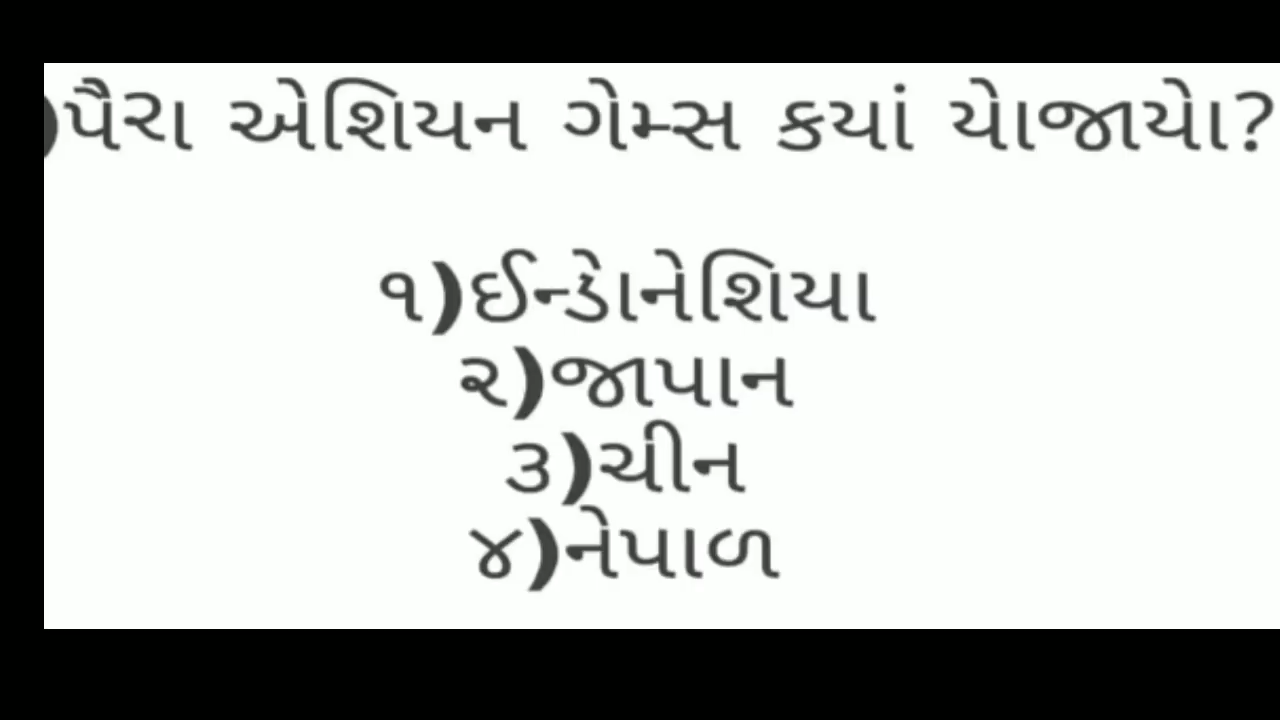 )પૈરા એશિયન ગેમ્સ કયાં યોજાયો?
૧)ઈન્ડોનેશિયા
૨)જાપાન
૩)ચીન
૪)નેપાળ